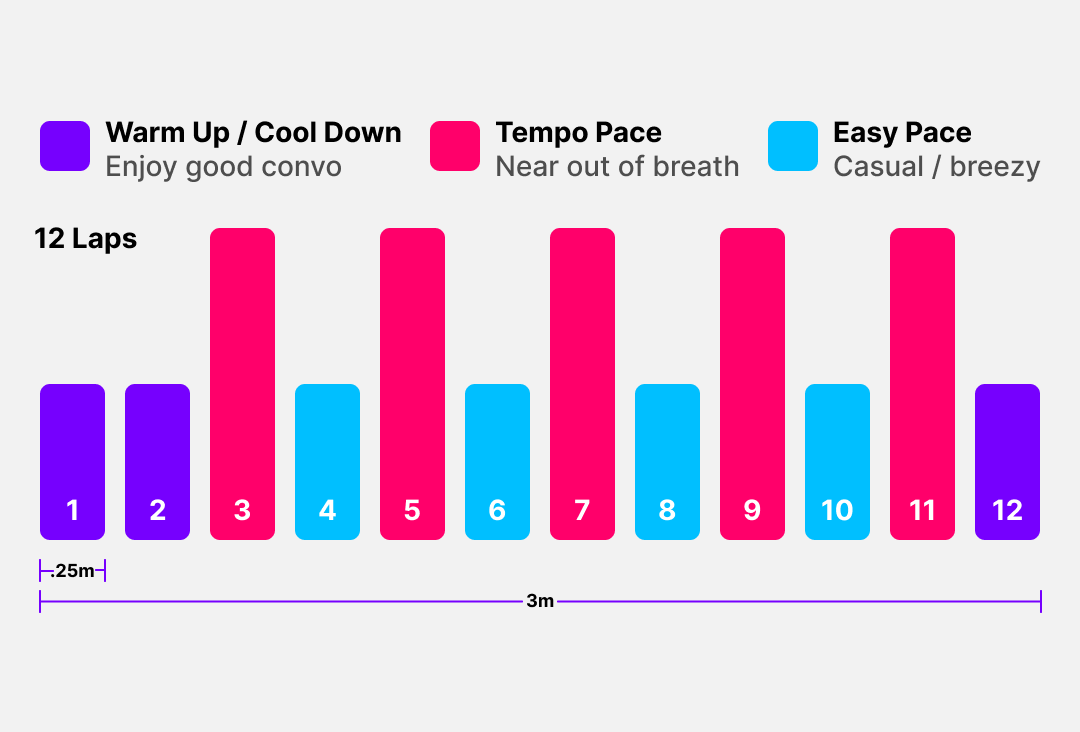 Warm Up / Cool Down
Enjoy good convo
Tempo Pace
Near out of breath
Easy Pace
Casual / breezy
12 Laps
1 2 3 4 5 6 7 8 9 10 11 12
.25m
3m